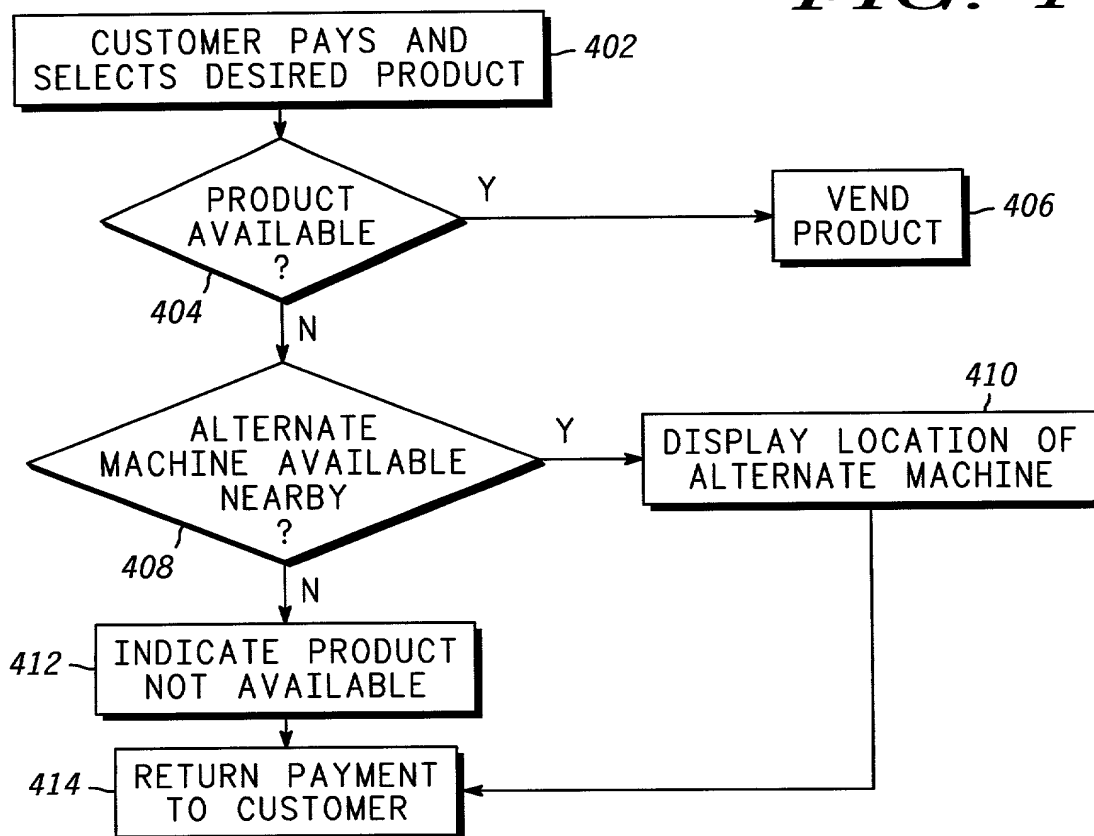 FIG.
CUSTOMER PAYS AND
SELECTS DESIRED PRODUCT
402
PRODUCT
AVAILABLE
?
404
Y
VEND
PRODUCT
406
N
ALTERNATE
MACHINE AVAILABLE
NEARBY
?
408
Y
410
DISPLAY LOCATION OF
ALTERNATE MACHINE
N
412
INDICATE PRODUCT
NOT AVAILABLE
414
RETURN PAYMENT
TO CUSTOMER